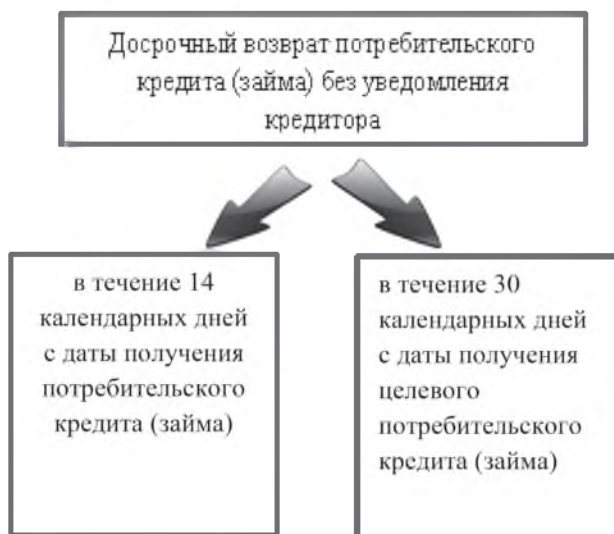 Досрочный возврат потребительского
кредита (займа) без уведомления
кредитора
в течение 14
календарных дней
с даты получения
потребительского
кредита (займа)
в течение 30
календарных дней
с даты получения
целевого
потребительского
кредита (займа)